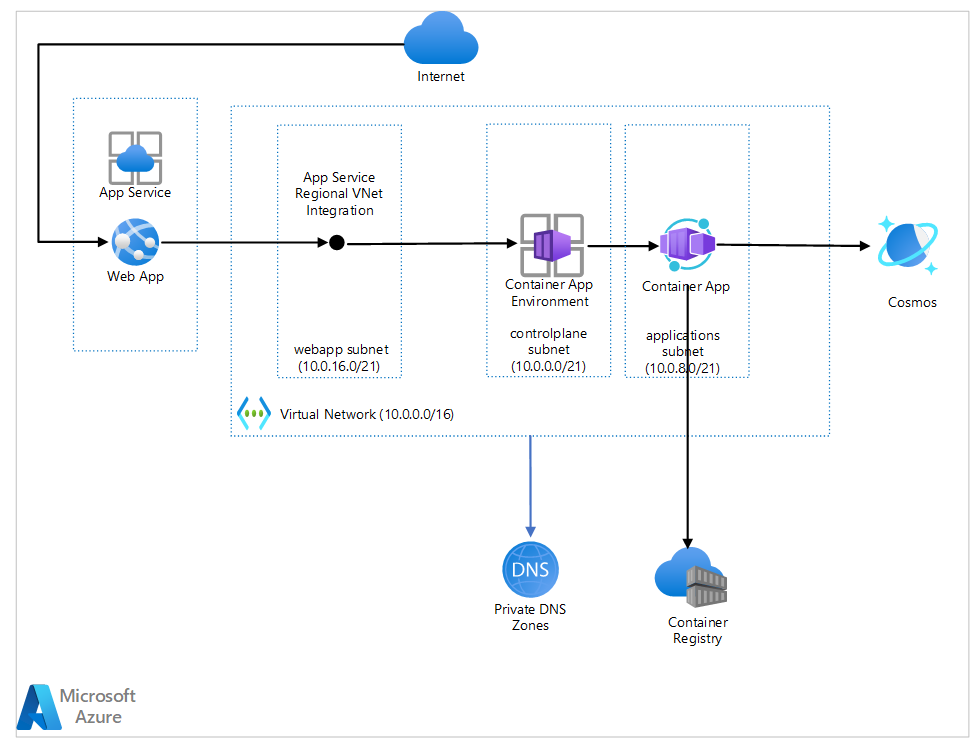 Internet
App Service
Web App
App Service
Regional VNet
Integration
webapp subnet
(10.0.16.0/21)
Container App
Environment
controlplane
subnet
(10.0.0.0/21)
Container App
applications
subnet
(10.0.8.0/21)
Cosmos
Virtual Network (10.0.0.0/16)
DNS
Private DNS
Zones
Container
Registry
Microsoft
Azure